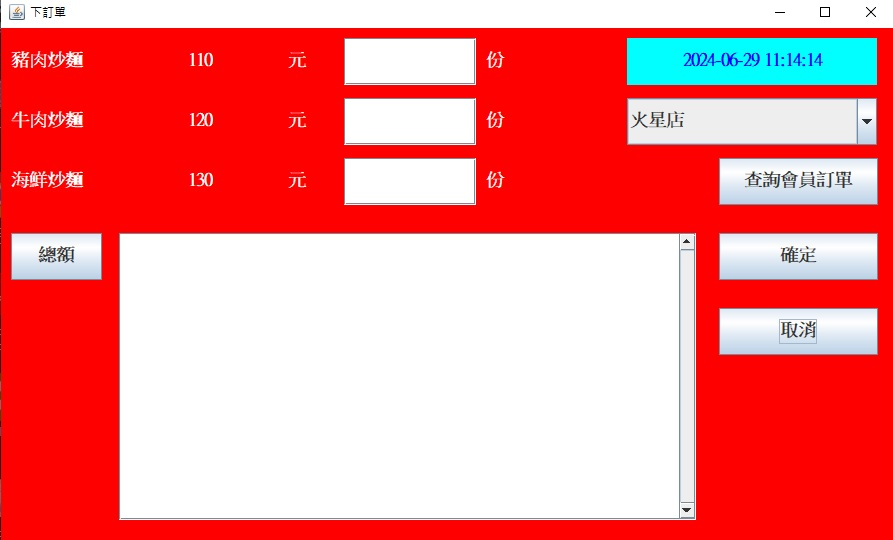 下訂單
豬肉炒麵 110 元 份 2024-06-29 11:14:14
牛肉炒麵 120 元 份 火星店
海鮮炒麵 130 元 份 查詢會員訂單
總額 確定
取消